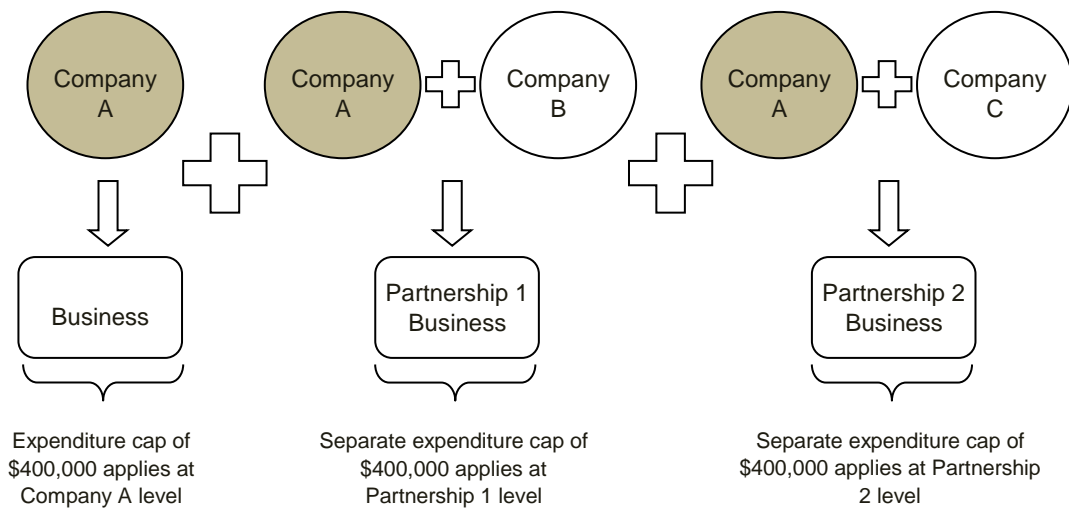 Company
A
Company
A
Company
B
Company
A
Company
C
Business
Partnership 1
Business
Partnership 2
Business
Expenditure cap of
$400,000 applies at
Company A level
Separate expenditure cap of
$400,000 applies at
Partnership 1 level
Separate expenditure cap of
$400,000 applies at Partnership
2 level